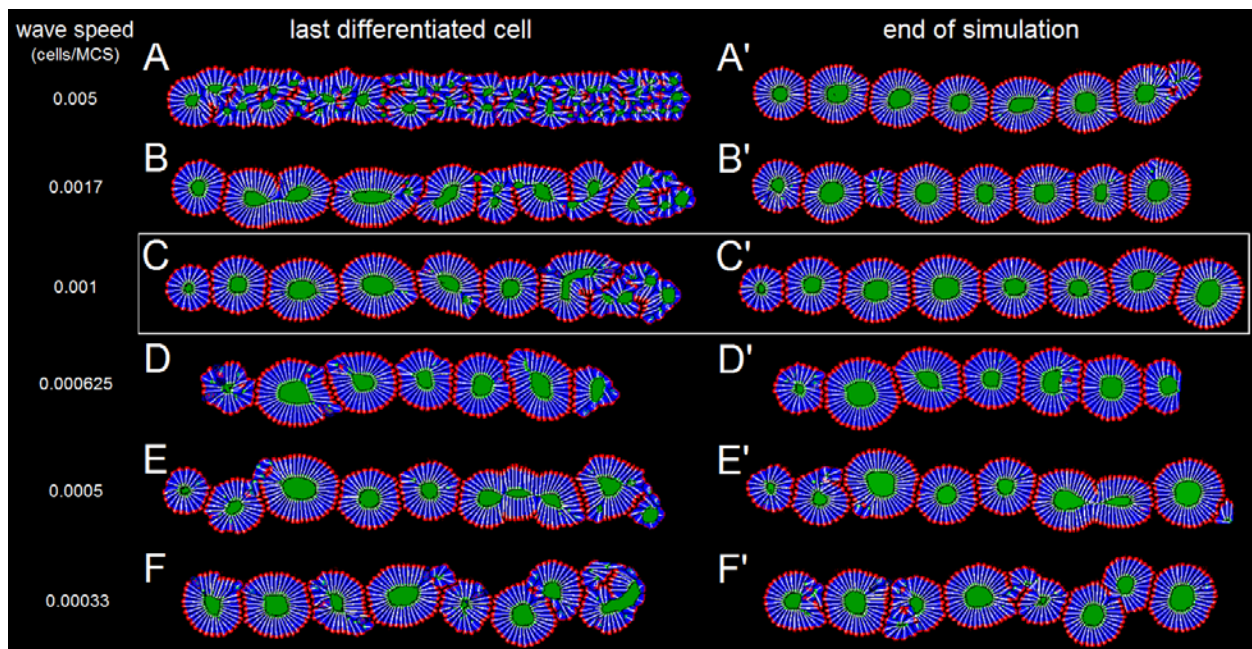 wave speed last differentiated cell end of simulation
(cells/MCS)
A A'
0.005
B B'
0.0017
C C'
0.001
D D'
0.000625
E E'
0.0005
F F'
0.00033